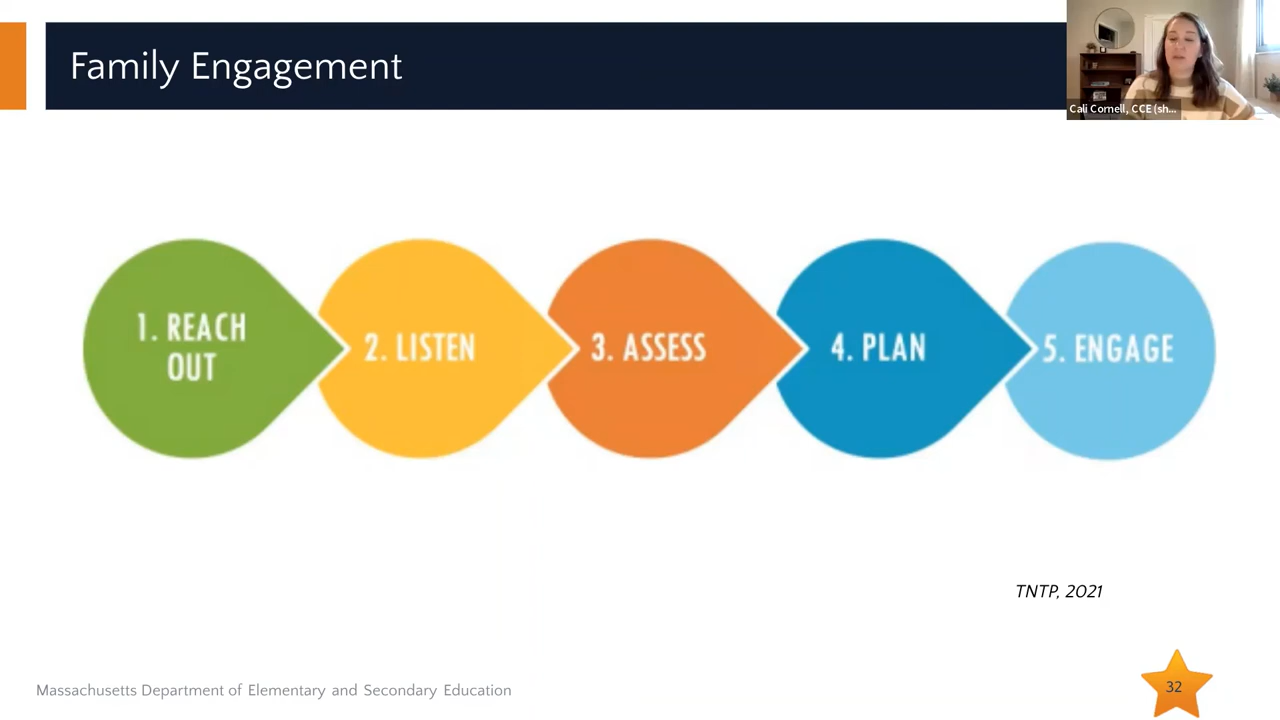 Family Engagement
Cali Cornell, CCE (sh...
1. REACH
OUT
2. LISTEN
3. ASSESS
4. PLAN
5. ENGAGE
TNTP, 2021
Massachusetts Department of Elementary and Secondary Education
32